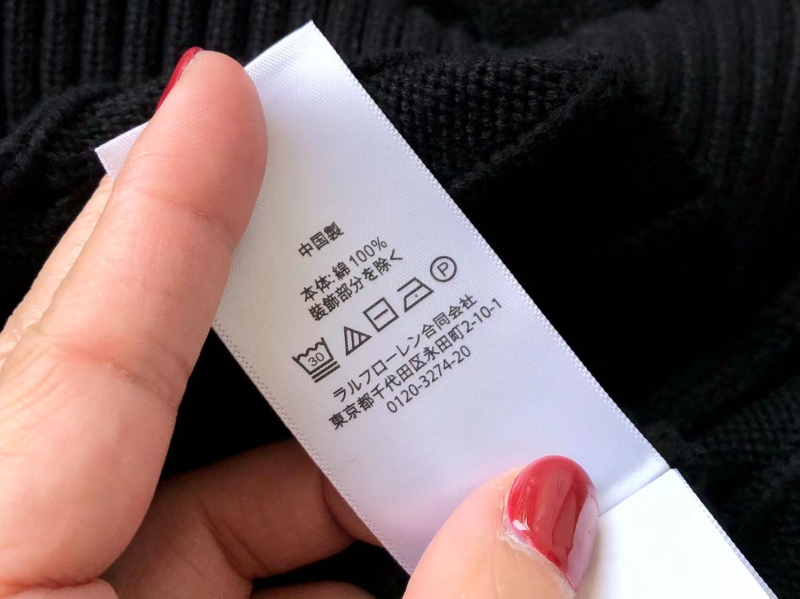 中国製
本体: 綿 100%
装飾部分を除く
30 P
ラルフローレン合同会社
東京都千代田区永田町2-10-1
0120-3274-20